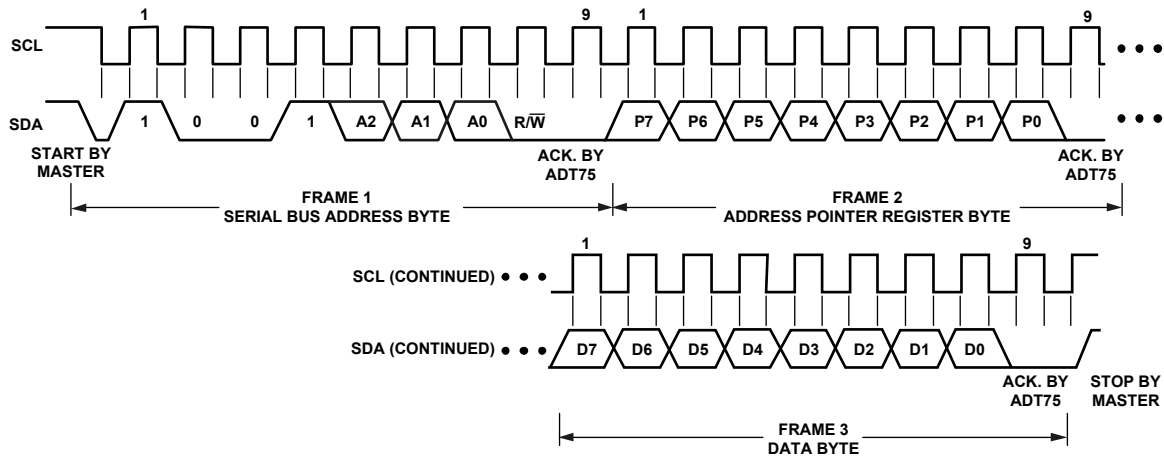 1 9 1 9
SCL
SDA 1 0 0 1 A2 A1 A0 R/W̅ P7 P6 P5 P4 P3 P2 P1 P0
START BY
MASTER
ACK. BY
ADT75
ACK. BY
ADT75
FRAME 1
SERIAL BUS ADDRESS BYTE
FRAME 2
ADDRESS POINTER REGISTER BYTE
1 9
SCL (CONTINUED)
SDA (CONTINUED) D7 D6 D5 D4 D3 D2 D1 D0
ACK. BY
ADT75
STOP BY
MASTER
FRAME 3
DATA BYTE